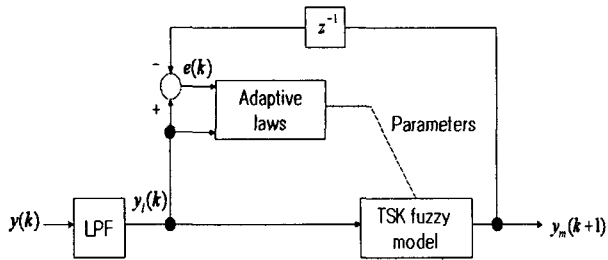 z⁻¹
−
e(k)
+
Adaptive
laws
Parameters
y(k)
LPF
y_l(k)
TSK fuzzy
model
y_m(k+1)